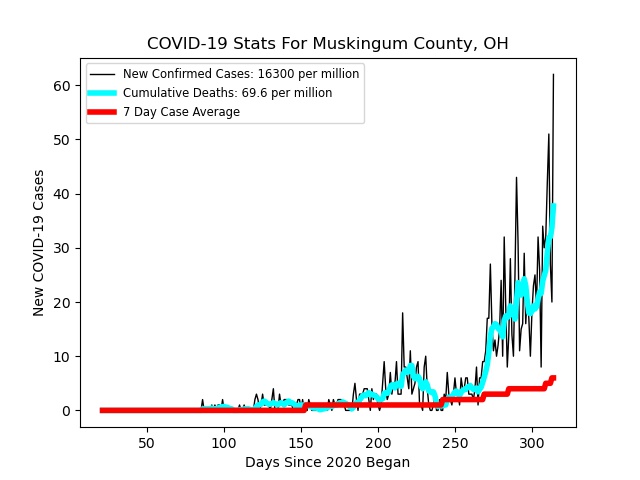 COVID-19 Stats For Muskingum County, OH
New Confirmed Cases: 16300 per million
Cumulative Deaths: 69.6 per million
7 Day Case Average
60
50
40
30
20
10
0
New COVID-19 Cases
50 100 150 200 250 300
Days Since 2020 Began